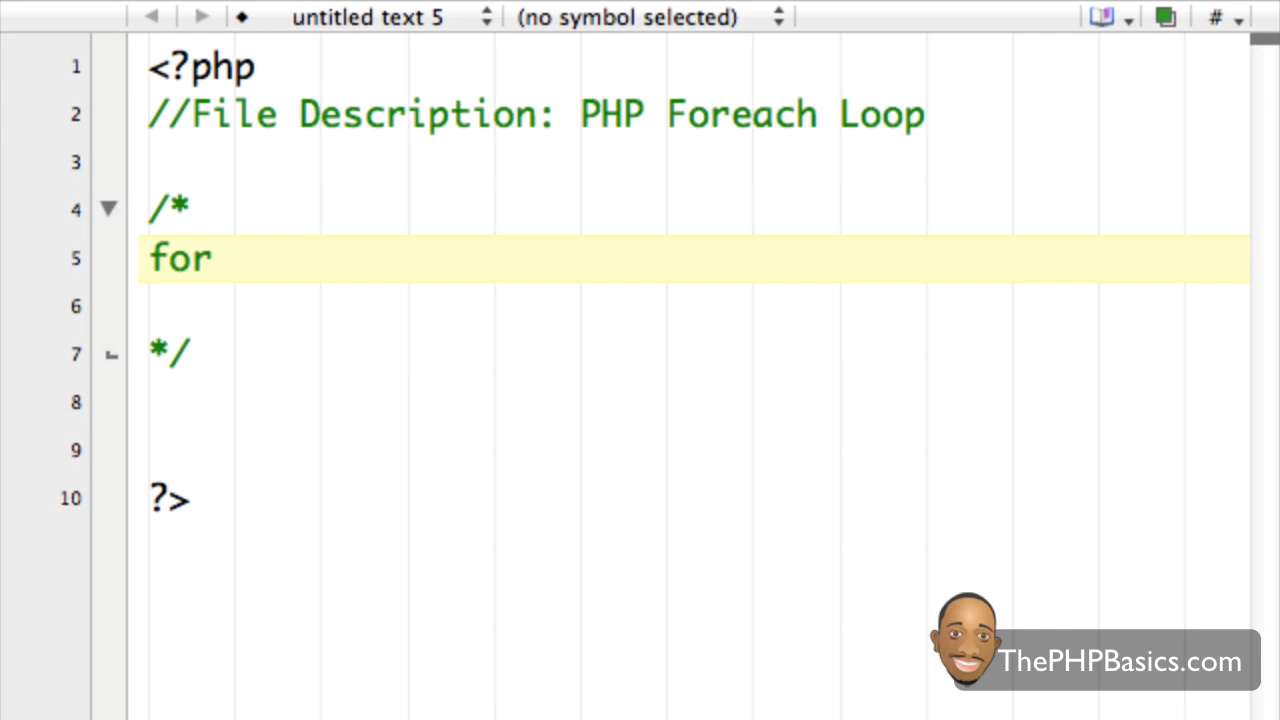 untitled text 5 (no symbol selected) #
1 <?php
2 //File Description: PHP Foreach Loop
3
4 /*
5 for
6
7 */
8
9
10 ?>
ThePHPBasics.com